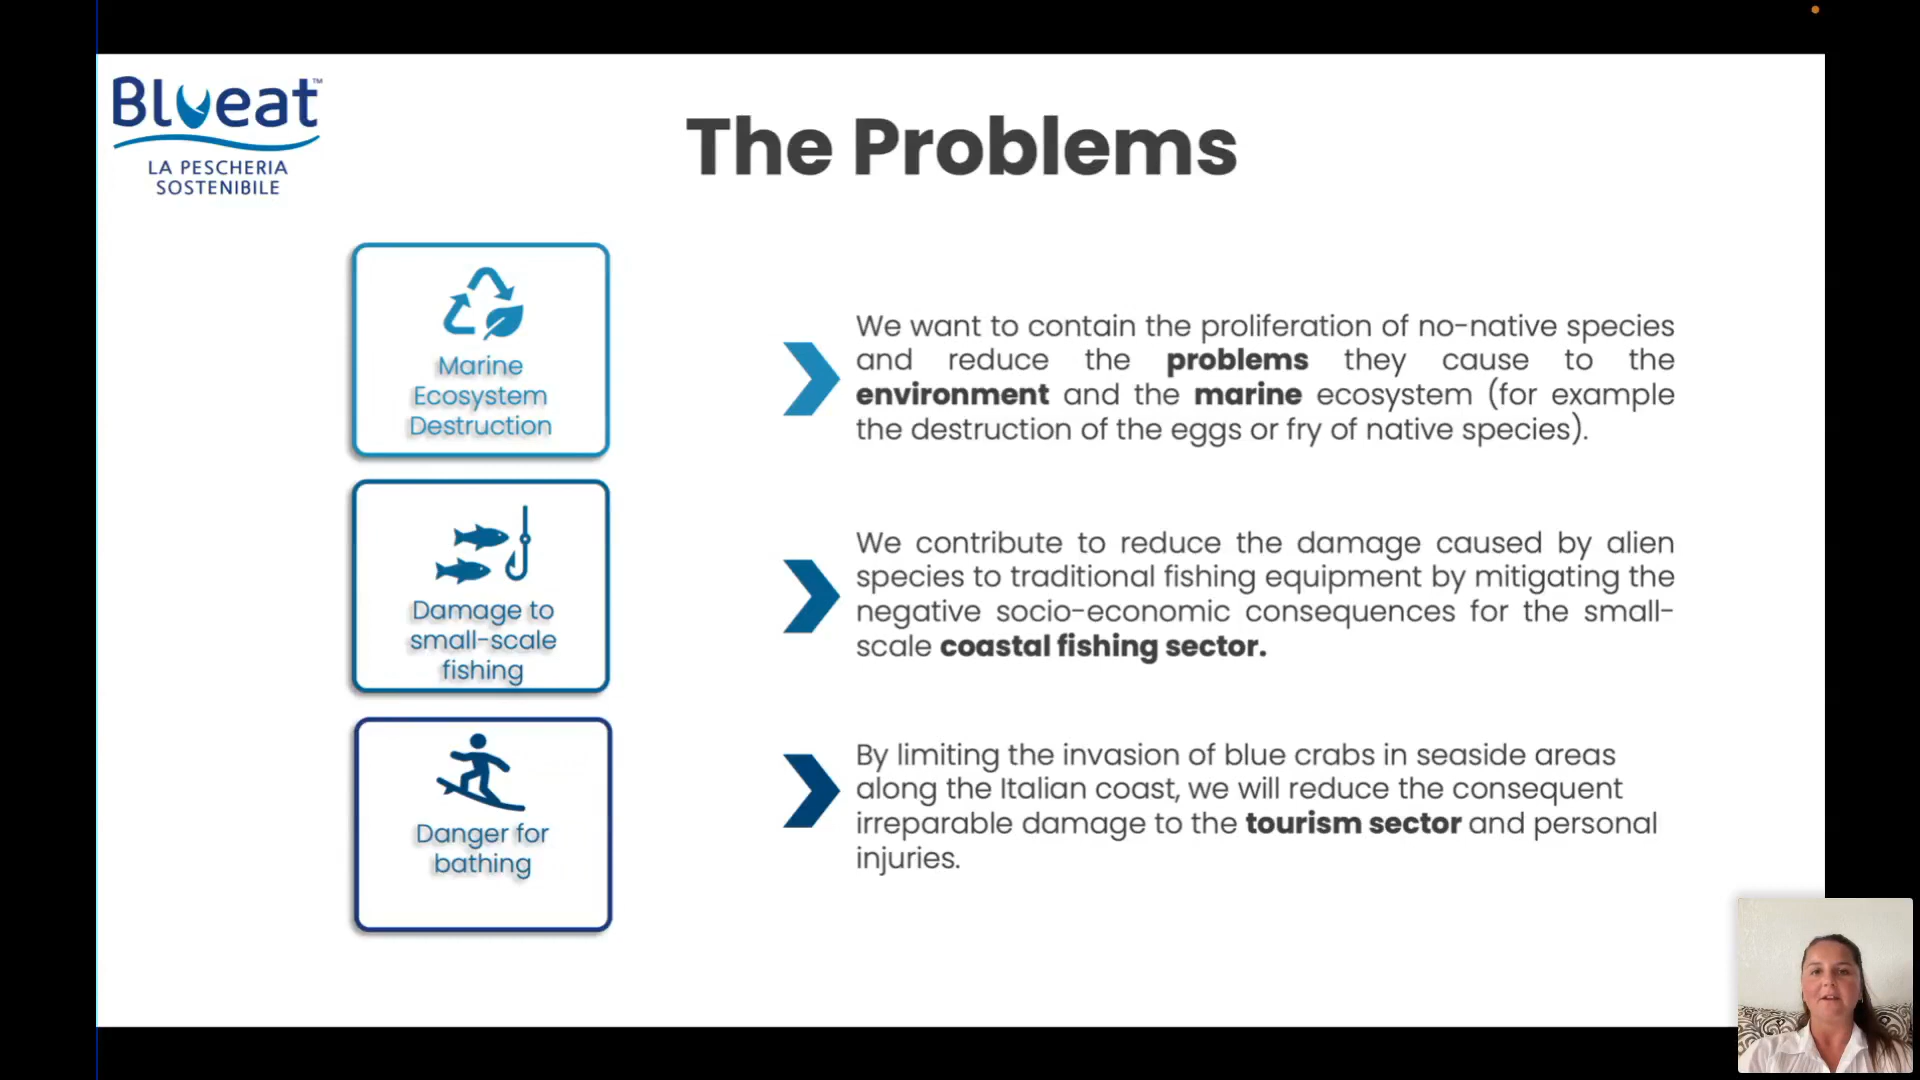 Blueat™
LA PESCHERIA
SOSTENIBILE
The Problems
Marine
Ecosystem
Destruction
We want to contain the proliferation of no-native species
and reduce the problems they cause to the
environment and the marine ecosystem (for example
the destruction of the eggs or fry of native species).
Damage to
small-scale
fishing
We contribute to reduce the damage caused by alien
species to traditional fishing equipment by mitigating the
negative socio-economic consequences for the small-
scale coastal fishing sector.
Danger for
bathing
By limiting the invasion of blue crabs in seaside areas
along the Italian coast, we will reduce the consequent
irreparable damage to the tourism sector and personal
injuries.